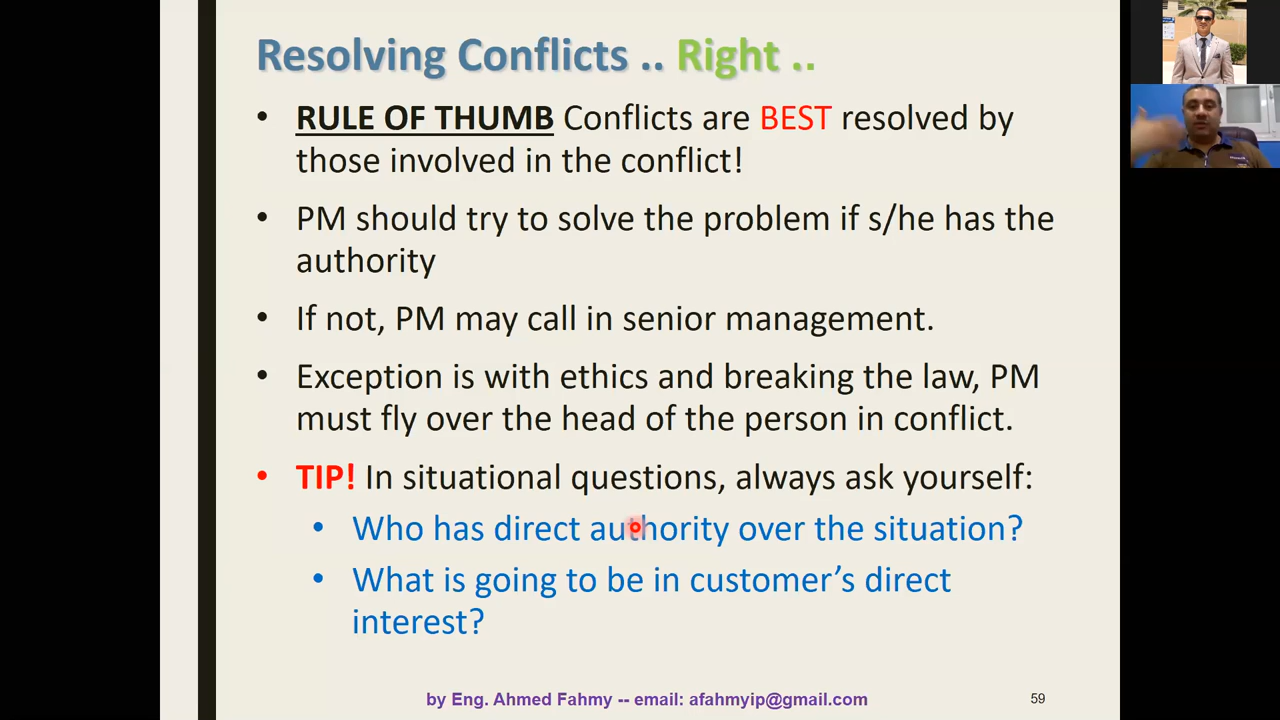 Resolving Conflicts .. Right ..
• RULE OF THUMB Conflicts are BEST resolved by
those involved in the conflict!
• PM should try to solve the problem if s/he has the
authority
• If not, PM may call in senior management.
• Exception is with ethics and breaking the law, PM
must fly over the head of the person in conflict.
• TIP! In situational questions, always ask yourself:
• Who has direct authority over the situation?
• What is going to be in customer’s direct
interest?
by Eng. Ahmed Fahmy -- email: afahmyip@gmail.com
59